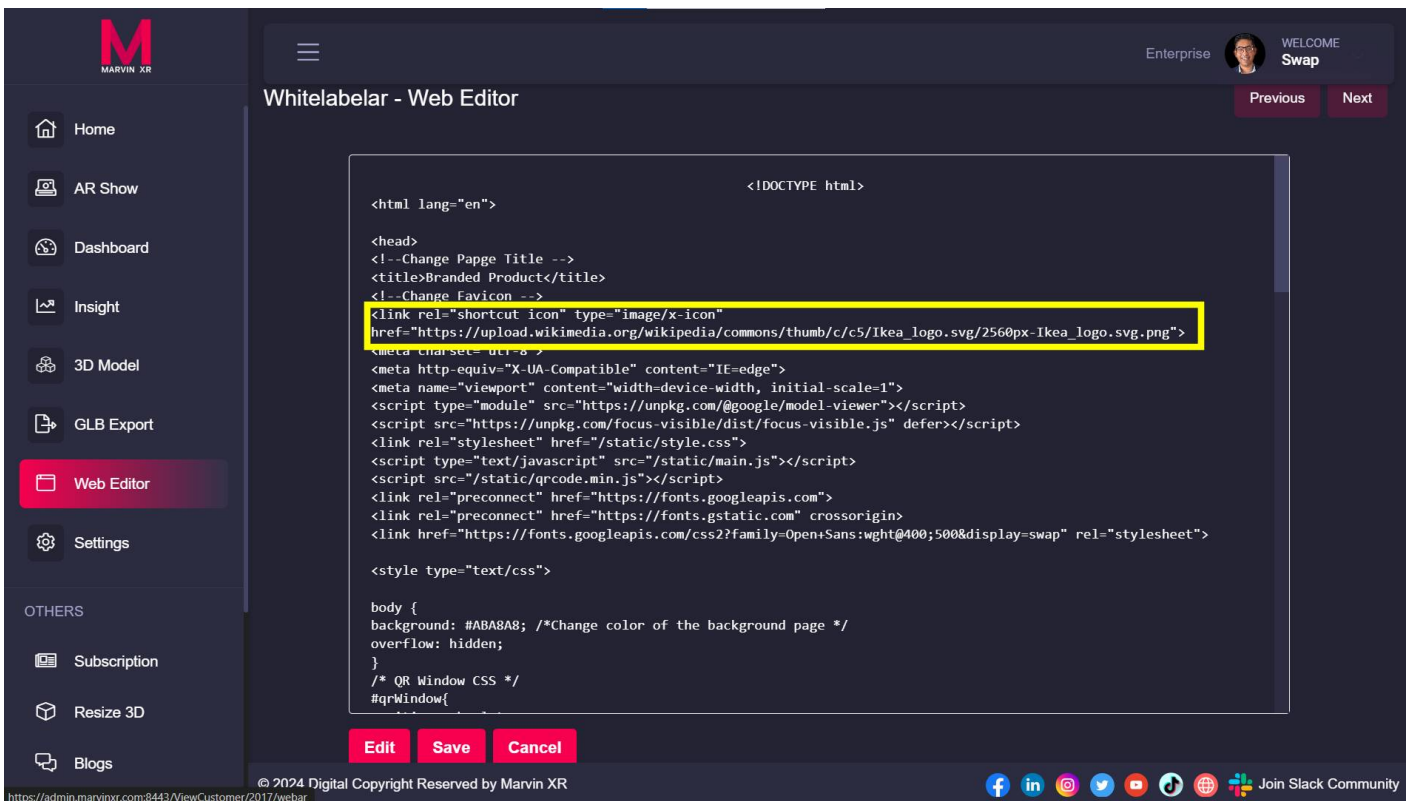 M
MARVIN XR
Enterprise
WELCOME
Swap
Whitelabelar - Web Editor
Previous
Next
Home
AR Show
Dashboard
Insight
3D Model
GLB Export
Web Editor
Settings
OTHERS
Subscription
Resize 3D
Blogs
<!DOCTYPE html>
<html lang="en">
<head>
<!--Change Papge Title -->
<title>Branded Product</title>
<!--Change Favicon -->
<link rel="shortcut icon" type="image/x-icon"
href="https://upload.wikimedia.org/wikipedia/commons/thumb/c/c5/Ikea_logo.svg/2560px-Ikea_logo.svg.png">
<meta charset="utf-8">
<meta http-equiv="X-UA-Compatible" content="IE=edge">
<meta name="viewport" content="width=device-width, initial-scale=1">
<script type="module" src="https://unpkg.com/@google/model-viewer"></script>
<script src="https://unpkg.com/focus-visible/dist/focus-visible.js" defer></script>
<link rel="stylesheet" href="/static/style.css">
<script type="text/javascript" src="/static/main.js"></script>
<script src="/static/qrcode.min.js"></script>
<link rel="preconnect" href="https://fonts.googleapis.com">
<link rel="preconnect" href="https://fonts.gstatic.com" crossorigin>
<link href="https://fonts.googleapis.com/css2?family=Open+Sans:wght@400;500&display=swap" rel="stylesheet">
<style type="text/css">
body {
background: #ABA8A8; /*Change color of the background page */
overflow: hidden;
}
/* QR Window CSS */
#qrWindow{
Edit
Save
Cancel
© 2024 Digital Copyright Reserved by Marvin XR
Join Slack Community
https://admin.marvinxr.com:8443/ViewCustomer/2017/webar